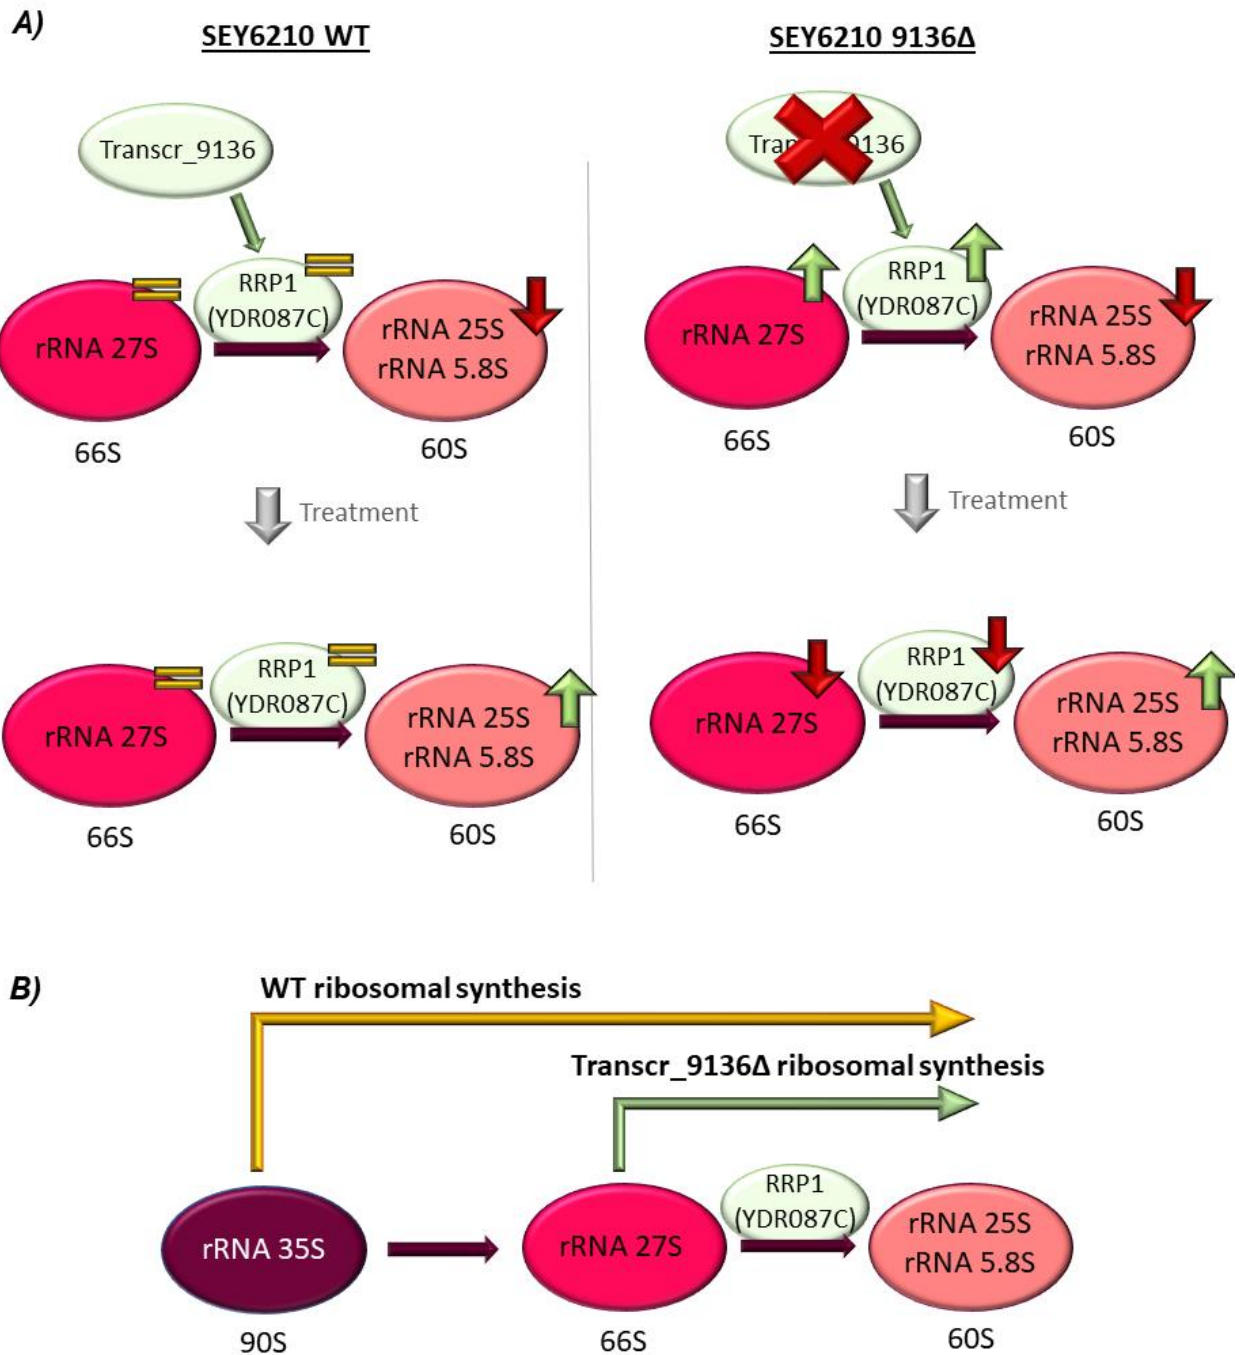 A)
SEY6210 WT
SEY6210 9136Δ
Transcr_9136
Tran 9136
RRP1
(YDR087C)
rRNA 27S
rRNA 25S
rRNA 5.8S
66S
60S
RRP1
(YDR087C)
rRNA 27S
rRNA 25S
rRNA 5.8S
66S
60S
Treatment
Treatment
RRP1
(YDR087C)
rRNA 27S
rRNA 25S
rRNA 5.8S
66S
60S
RRP1
(YDR087C)
rRNA 27S
rRNA 25S
rRNA 5.8S
66S
60S
B)
WT ribosomal synthesis
Transcr_9136Δ ribosomal synthesis
RRP1
(YDR087C)
rRNA 35S
rRNA 27S
rRNA 25S
rRNA 5.8S
90S
66S
60S